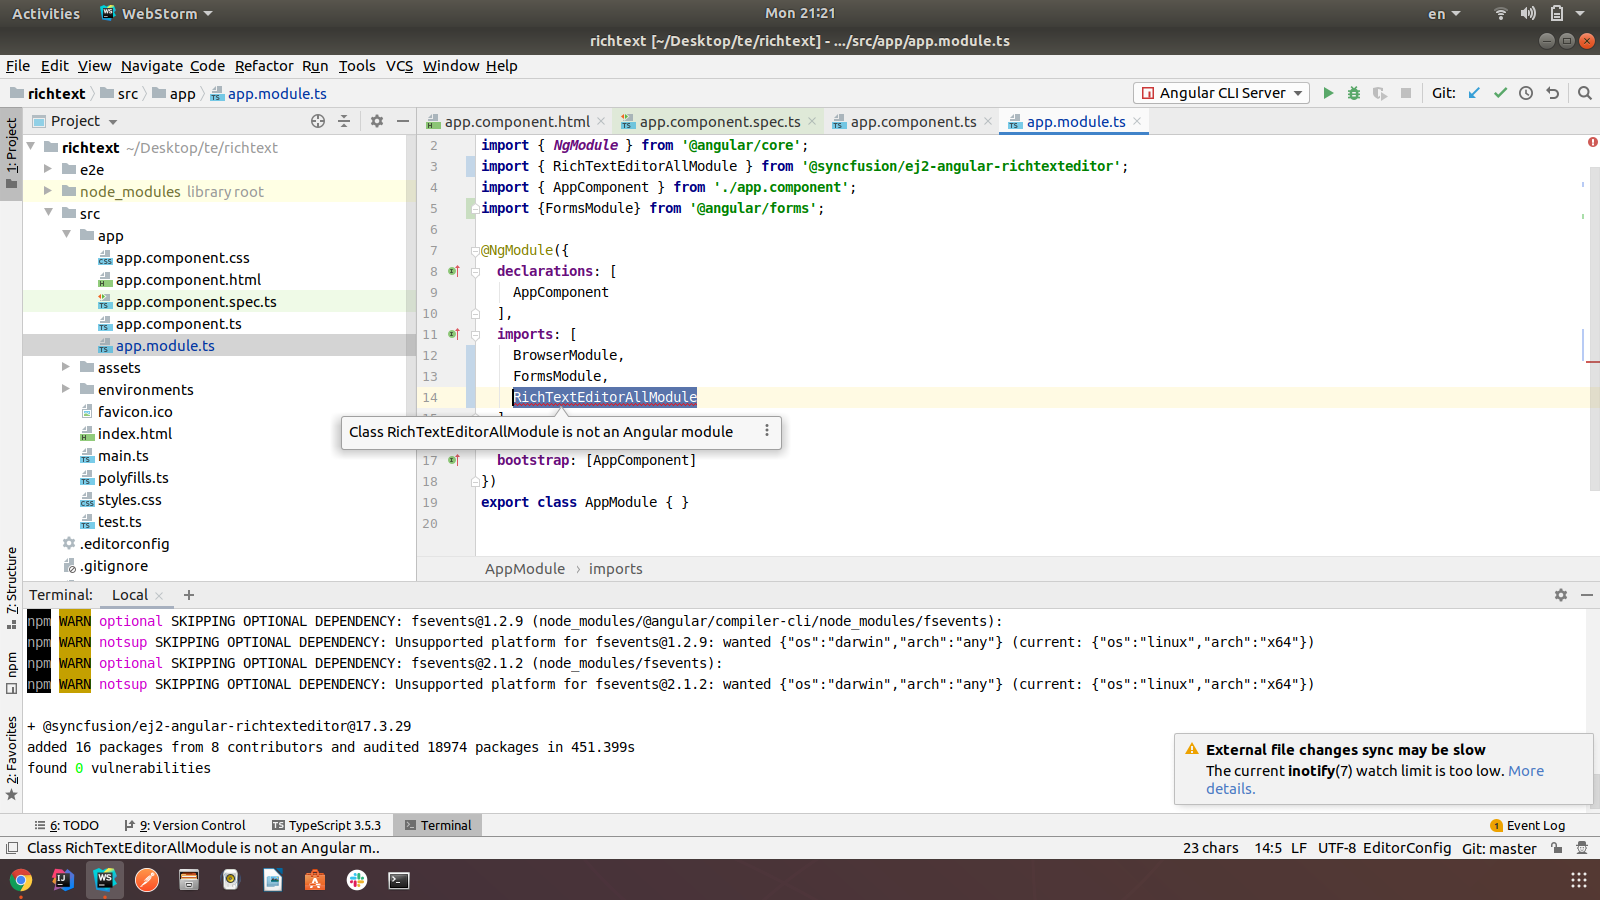 Activities WebStorm Mon 21:21 en
richtext [~/Desktop/te/richtext] - .../src/app/app.module.ts
File Edit View Navigate Code Refactor Run Tools VCS Window Help
richtext src app app.module.ts Angular CLI Server Git:
1: Project
Project
app.component.html app.component.spec.ts app.component.ts app.module.ts
richtext ~/Desktop/te/richtext
e2e
node_modules library root
src
app
app.component.css
app.component.html
app.component.spec.ts
app.component.ts
app.module.ts
assets
environments
favicon.ico
index.html
main.ts
polyfills.ts
styles.css
test.ts
.editorconfig
.gitignore
2 import { NgModule } from '@angular/core';
3 import { RichTextEditorAllModule } from '@syncfusion/ej2-angular-richtexteditor';
4 import { AppComponent } from './app.component';
5 import {FormsModule} from '@angular/forms';
6
7 @NgModule({
8 declarations: [
9 AppComponent
10 ],
11 imports: [
12 BrowserModule,
13 FormsModule,
14 RichTextEditorAllModule
Class RichTextEditorAllModule is not an Angular module
17 bootstrap: [AppComponent]
18 })
19 export class AppModule { }
20
AppModule › imports
7: Structure
npm
2: Favorites
Terminal: Local +
npm WARN optional SKIPPING OPTIONAL DEPENDENCY: fsevents@1.2.9 (node_modules/@angular/compiler-cli/node_modules/fsevents):
npm WARN notsup SKIPPING OPTIONAL DEPENDENCY: Unsupported platform for fsevents@1.2.9: wanted {"os":"darwin","arch":"any"} (current: {"os":"linux","arch":"x64"})
npm WARN optional SKIPPING OPTIONAL DEPENDENCY: fsevents@2.1.2 (node_modules/fsevents):
npm WARN notsup SKIPPING OPTIONAL DEPENDENCY: Unsupported platform for fsevents@2.1.2: wanted {"os":"darwin","arch":"any"} (current: {"os":"linux","arch":"x64"})
+ @syncfusion/ej2-angular-richtexteditor@17.3.29
added 16 packages from 8 contributors and audited 18974 packages in 451.399s
found 0 vulnerabilities
External file changes sync may be slow
The current inotify(7) watch limit is too low. More
details.
6: TODO 9: Version Control TypeScript 3.5.3 Terminal 1 Event Log
Class RichTextEditorAllModule is not an Angular m.. 23 chars 14:5 LF UTF-8 EditorConfig Git: master